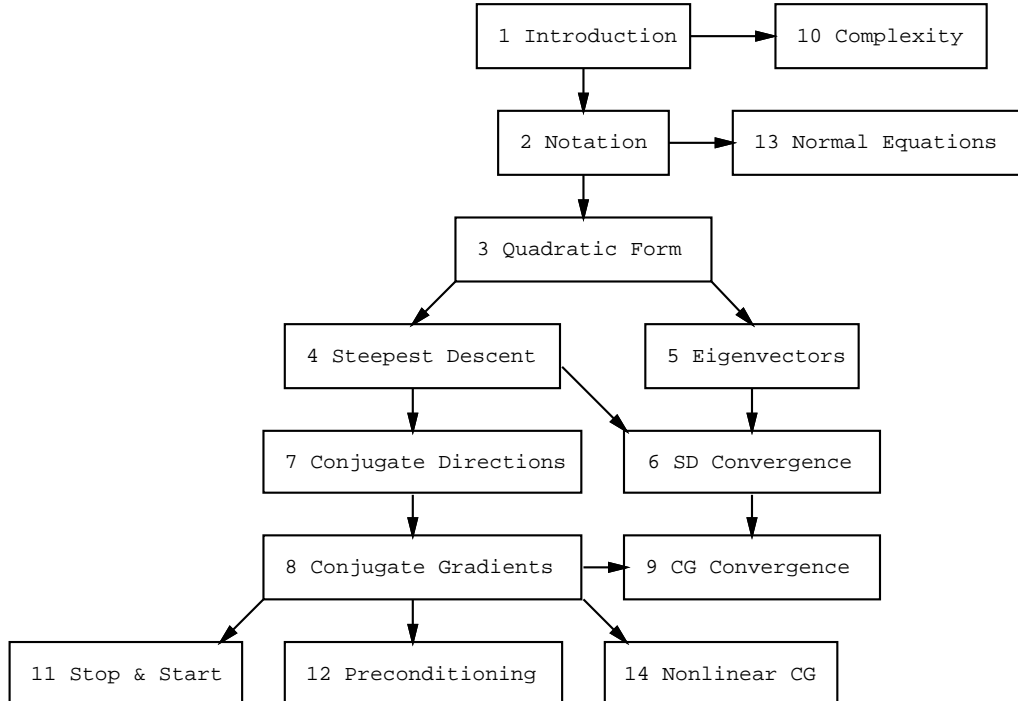 1 Introduction
10 Complexity
2 Notation
13 Normal Equations
3 Quadratic Form
4 Steepest Descent
5 Eigenvectors
7 Conjugate Directions
6 SD Convergence
8 Conjugate Gradients
9 CG Convergence
11 Stop & Start
12 Preconditioning
14 Nonlinear CG